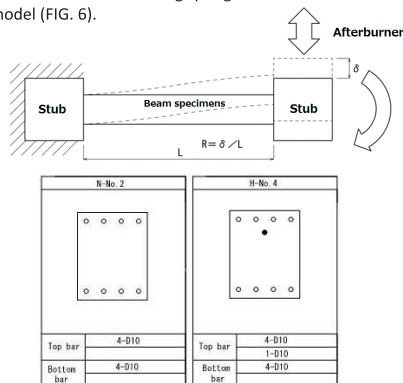 model (FIG. 6).
Afterburner
δ
Stub
Beam specimens
Stub
R=δ/L
L
N-No.2
H-No.4
Top bar
4-D10
Bottom bar
4-D10
Top bar
4-D10
1-D10
Bottom bar
4-D10